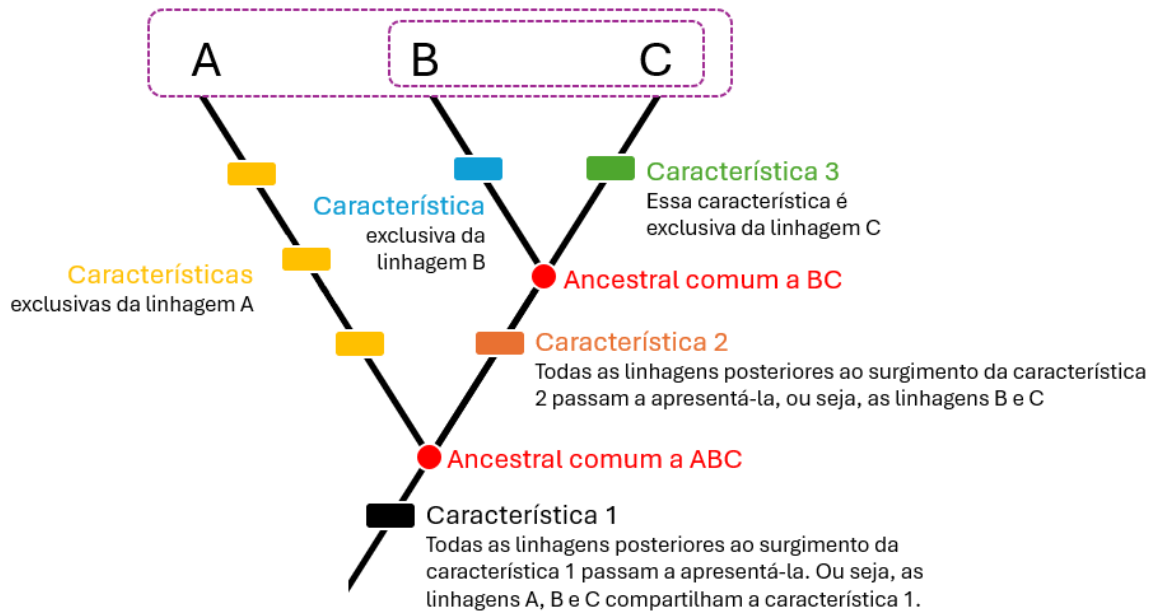 A
B
C
Característica 3
Essa característica é
exclusiva da linhagem C
Característica
exclusiva da
linhagem B
Características
exclusivas da linhagem A
Ancestral comum a BC
Característica 2
Todas as linhagens posteriores ao surgimento da característica
2 passam a apresentá-la, ou seja, as linhagens B e C
Ancestral comum a ABC
Característica 1
Todas as linhagens posteriores ao surgimento da
característica 1 passam a apresentá-la. Ou seja, as
linhagens A, B e C compartilham a característica 1.